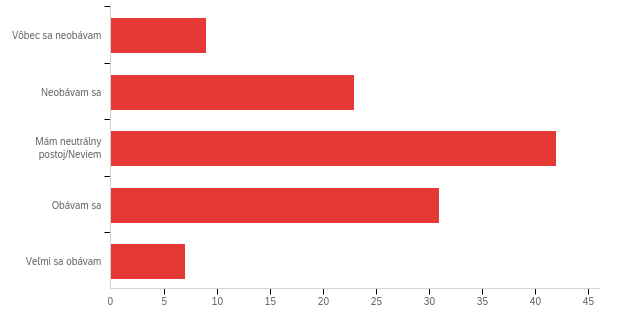 Vôbec sa neobávam
Neobávam sa
Mám neutrálny
postoj/Neviem
Obávam sa
Veľmi sa obávam
0 5 10 15 20 25 30 35 40 45